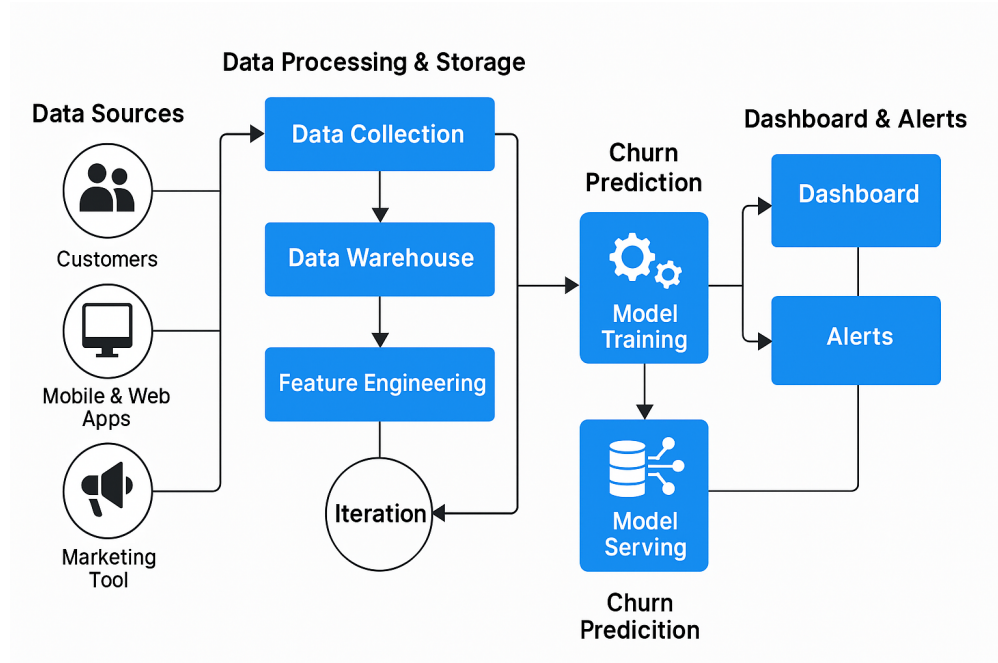 Data Processing & Storage
Data Sources
Customers
Mobile & Web
Apps
Marketing
Tool
Data Collection
Data Warehouse
Feature Engineering
Iteration
Churn
Prediction
Model
Training
Model
Serving
Churn
Predicition
Dashboard & Alerts
Dashboard
Alerts